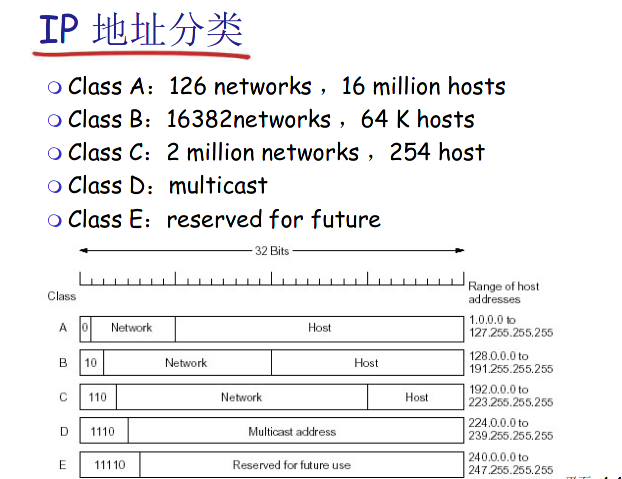 IP 地址分类
Class A：126 networks ，16 million hosts
Class B：16382networks ，64 K hosts
Class C：2 million networks ，254 host
Class D：multicast
Class E：reserved for future
32 Bits
Class
Range of host
addresses
A 0 Network Host 1.0.0.0 to
127.255.255.255
B 10 Network Host 128.0.0.0 to
191.255.255.255
C 110 Network Host 192.0.0.0 to
223.255.255.255
D 1110 Multicast address 224.0.0.0 to
239.255.255.255
E 11110 Reserved for future use 240.0.0.0 to
247.255.255.255